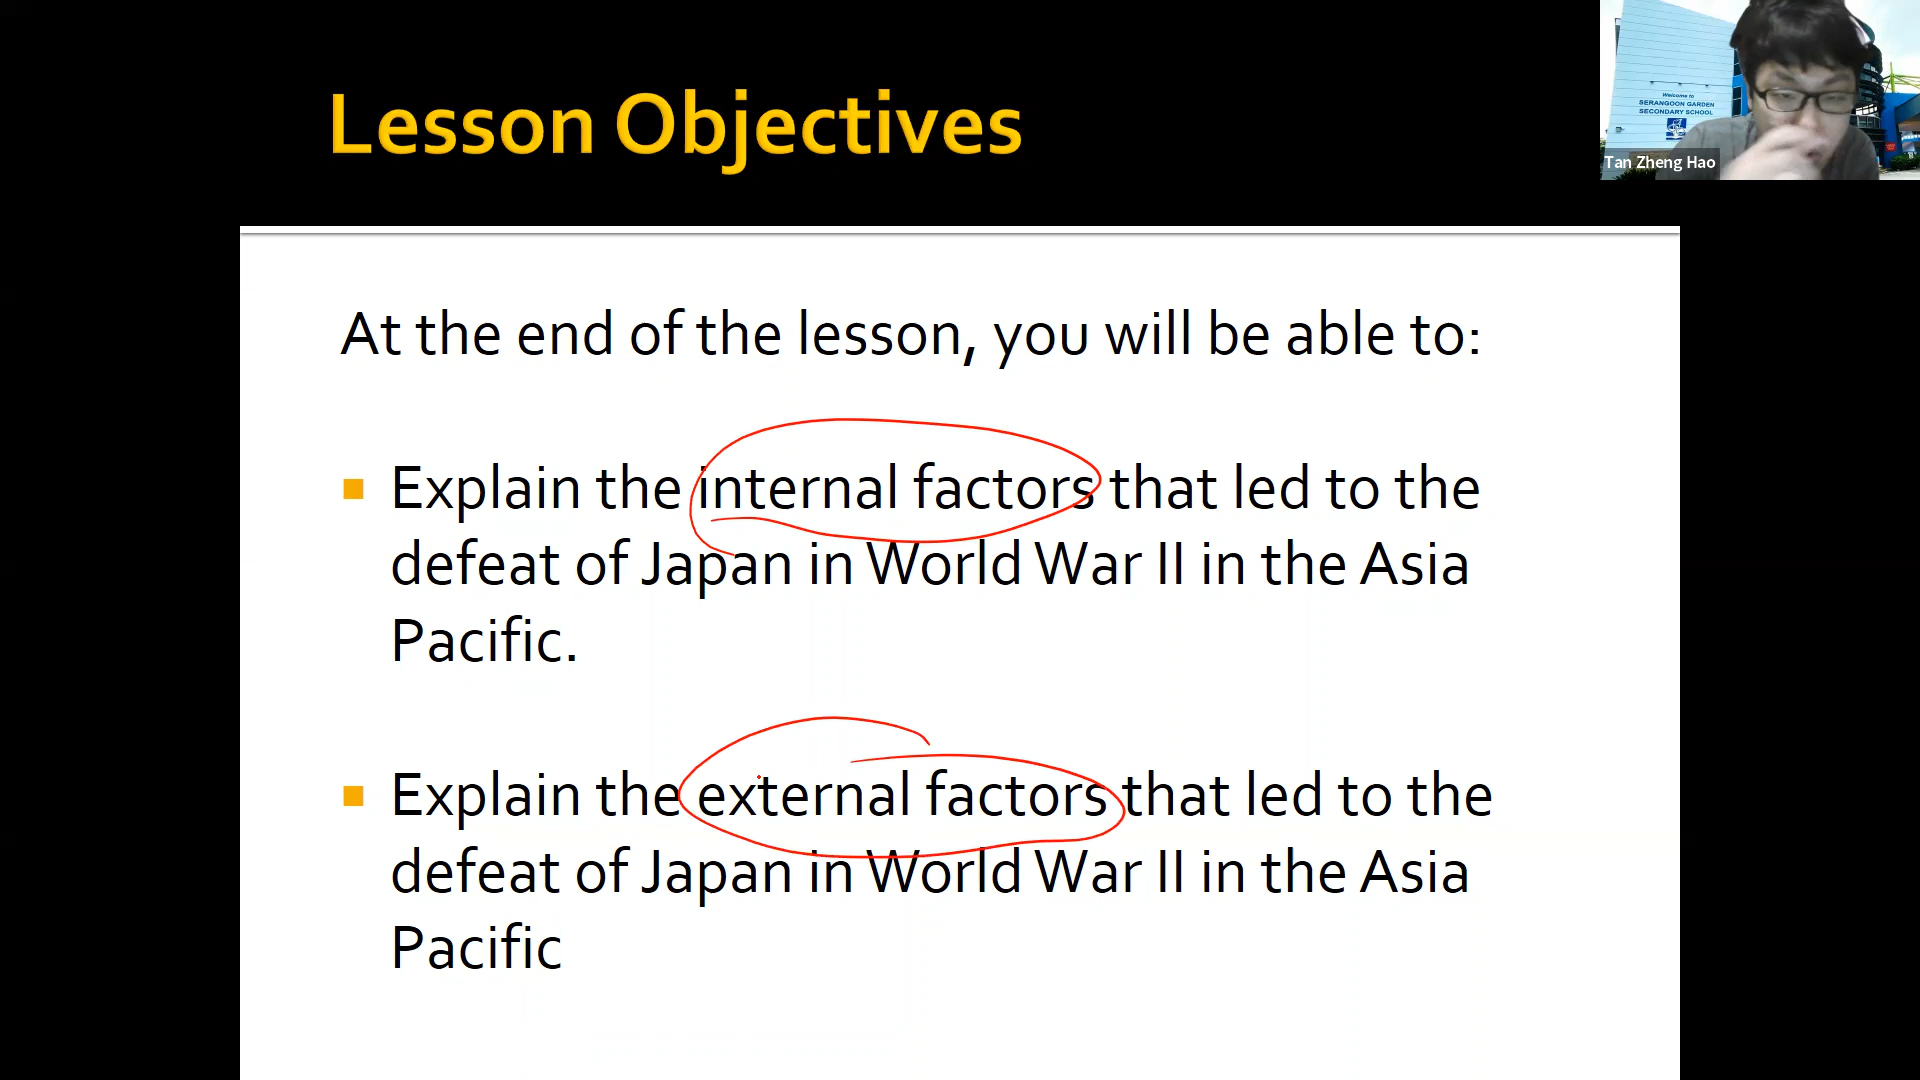 Lesson Objectives
Welcome to
SERANGOON GARDEN
SECONDARY SCHOOL
Tan Zheng Hao
At the end of the lesson, you will be able to:
Explain the internal factors that led to the
defeat of Japan in World War II in the Asia
Pacific.
Explain the external factors that led to the
defeat of Japan in World War II in the Asia
Pacific